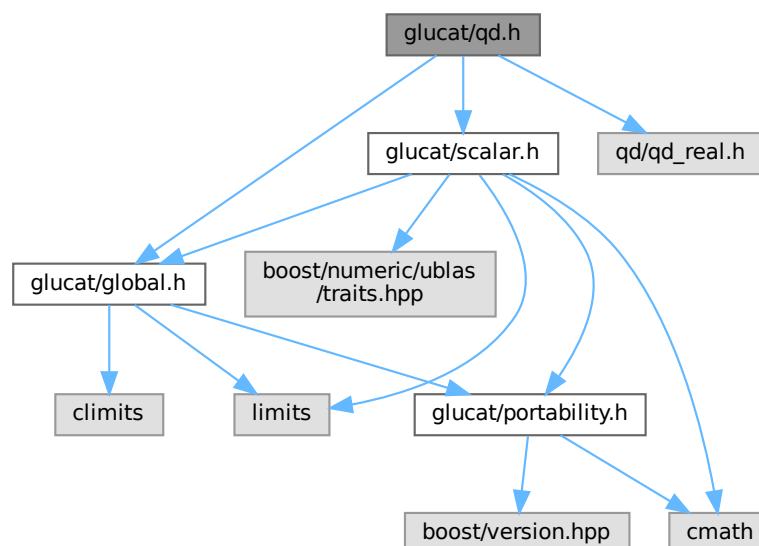 glucat/qd.h
glucat/scalar.h
qd/qd_real.h
glucat/global.h
boost/numeric/ublas
/traits.hpp
climits
limits
glucat/portability.h
boost/version.hpp
cmath